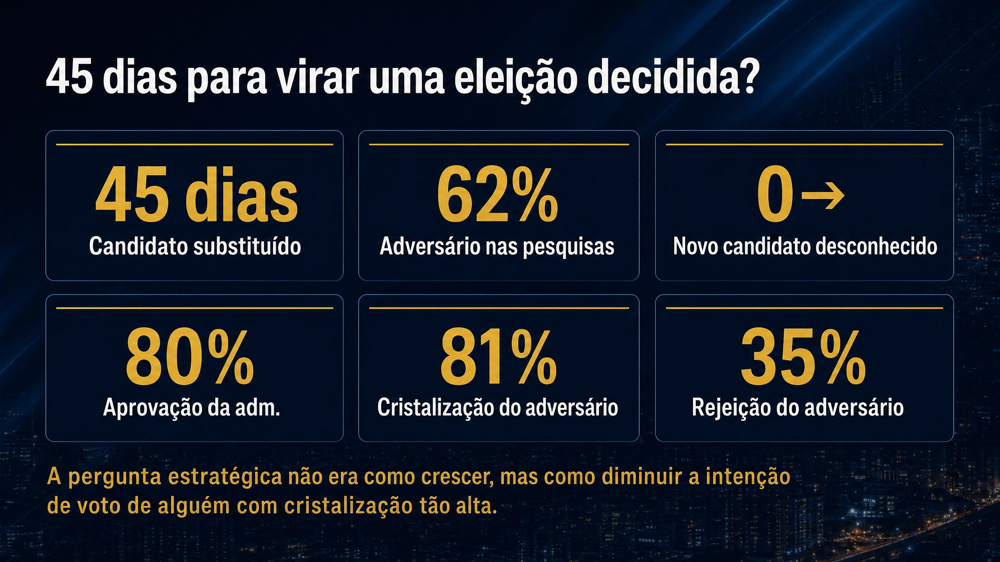 45 dias para virar uma eleição decidida?
45 dias
Candidato substituído
62%
Adversário nas pesquisas
0→
Novo candidato desconhecido
80%
Aprovação da adm.
81%
Cristalização do adversário
35%
Rejeição do adversário
A pergunta estratégica não era como crescer, mas como diminuir a intenção
de voto de alguém com cristalização tão alta.